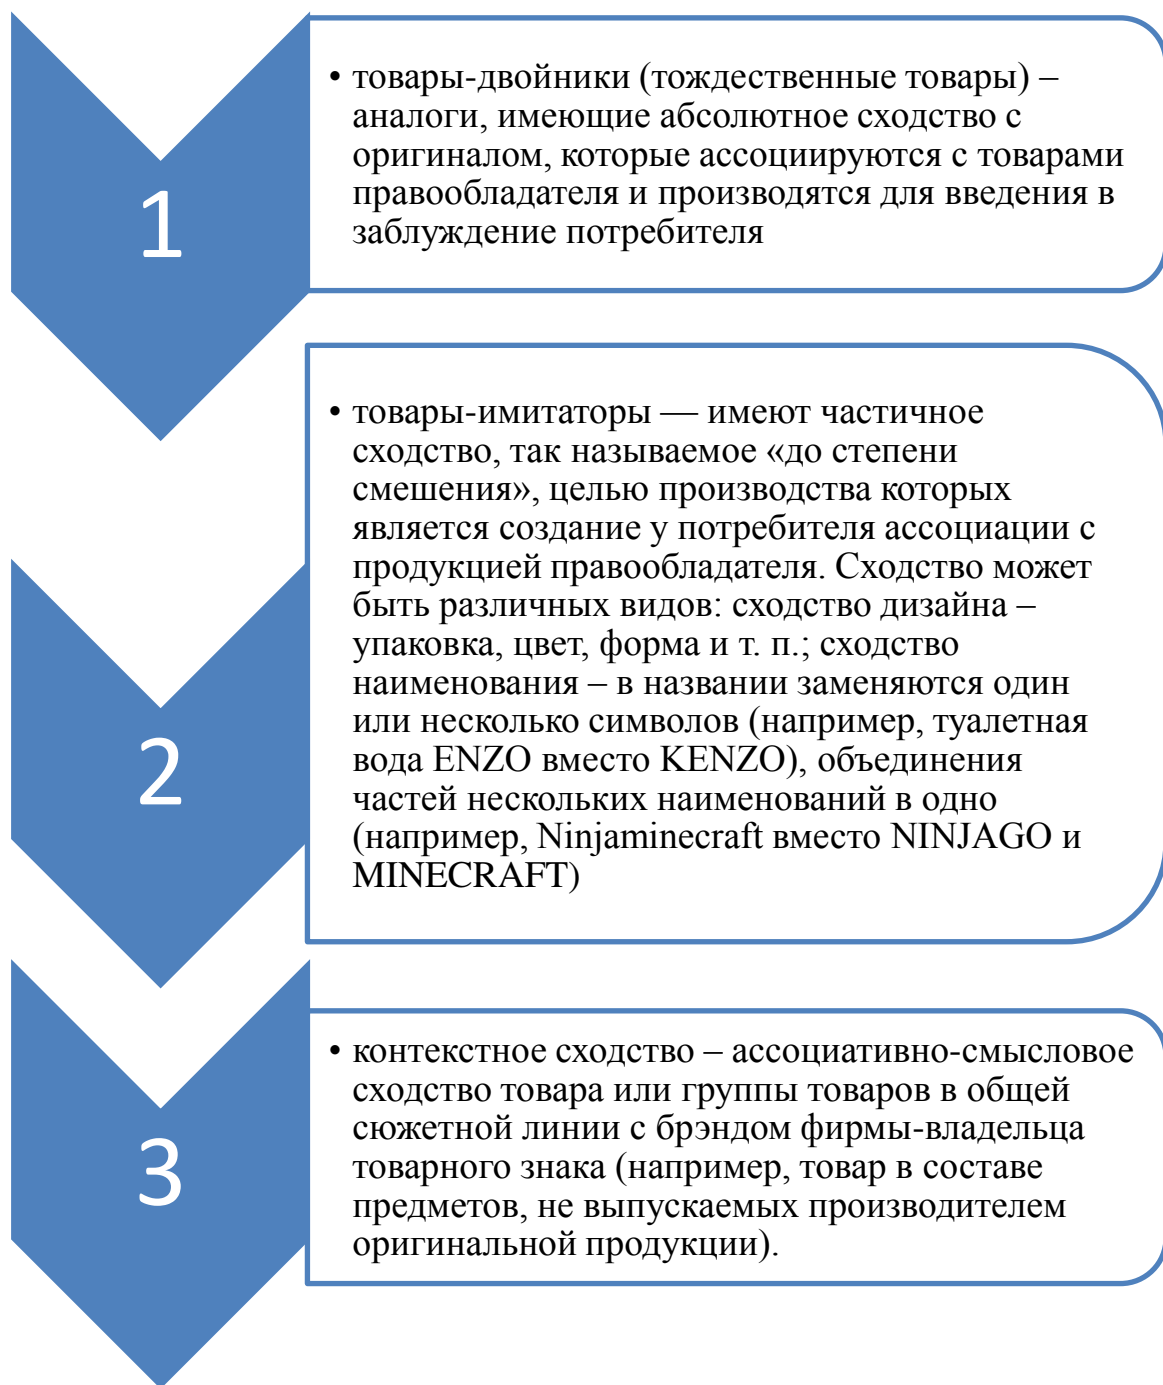 1
• товары-двойники (тождественные товары) –
аналоги, имеющие абсолютное сходство с
оригиналом, которые ассоциируются с товарами
правообладателя и производятся для введения в
заблуждение потребителя
2
• товары-имитаторы — имеют частичное
сходство, так называемое «до степени
смешения», целью производства которых
является создание у потребителя ассоциации с
продукцией правообладателя. Сходство может
быть различных видов: сходство дизайна –
упаковка, цвет, форма и т. п.; сходство
наименования – в названии заменяются один
или несколько символов (например, туалетная
вода ENZO вместо KENZO), объединения
частей нескольких наименований в одно
(например, Ninjaminecraft вместо NINJAGO и
MINECRAFT)
3
• контекстное сходство – ассоциативно-смысловое
сходство товара или группы товаров в общей
сюжетной линии с брэндом фирмы-владельца
товарного знака (например, товар в составе
предметов, не выпускаемых производителем
оригинальной продукции).